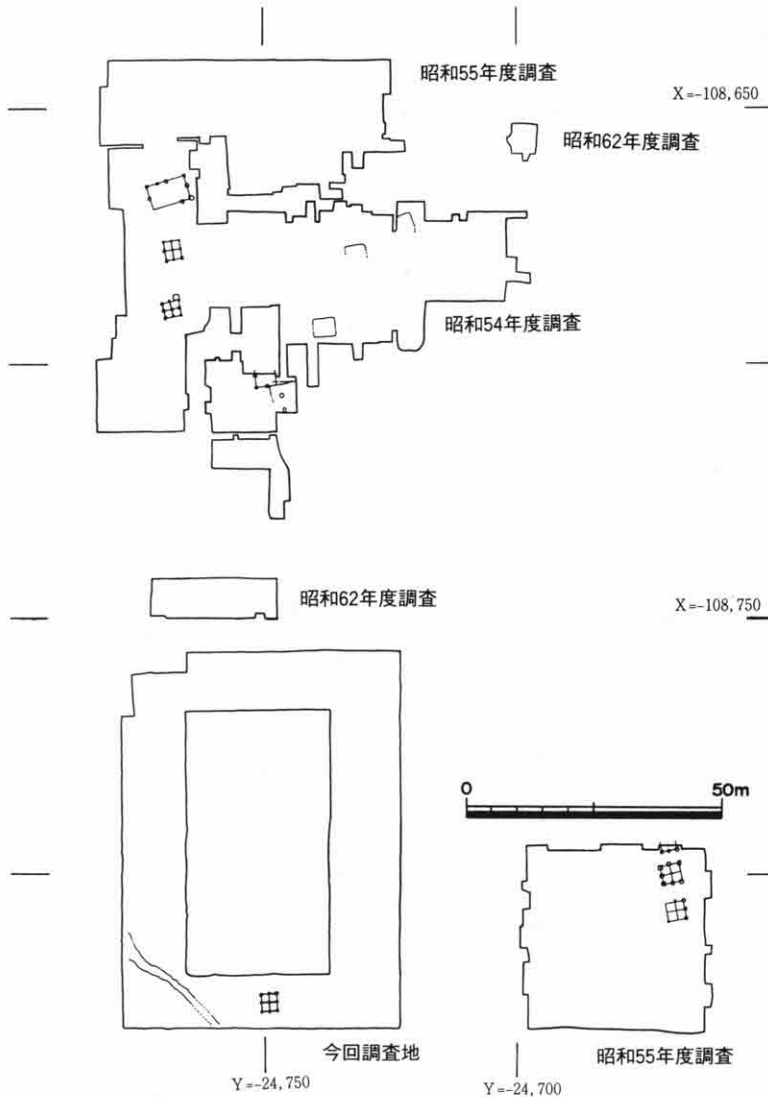 昭和55年度調査
X=-108,650
昭和62年度調査
昭和54年度調査
昭和62年度調査
X=-108,750
0 50m
今回調査地
昭和55年度調査
Y=-24,750
Y=-24,700